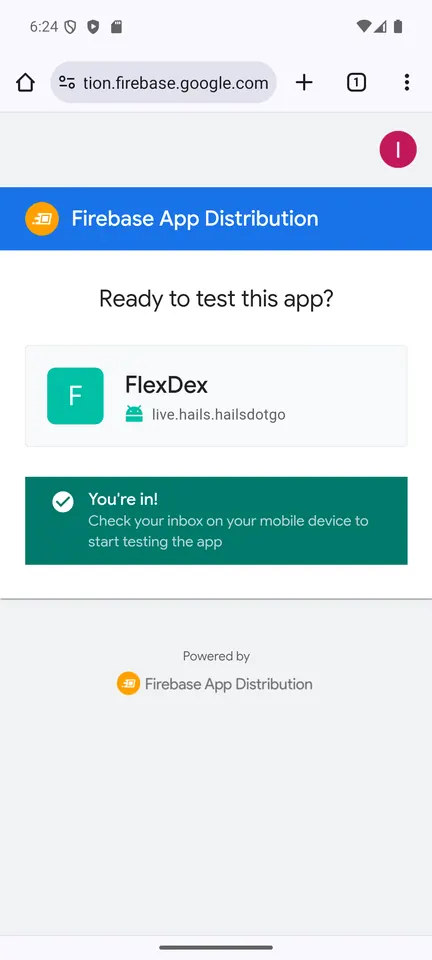 6:24
tion.firebase.google.com
1
I
Firebase App Distribution
Ready to test this app?
F
FlexDex
live.hails.hailsdotgo
You're in!
Check your inbox on your mobile device to
start testing the app
Powered by
Firebase App Distribution